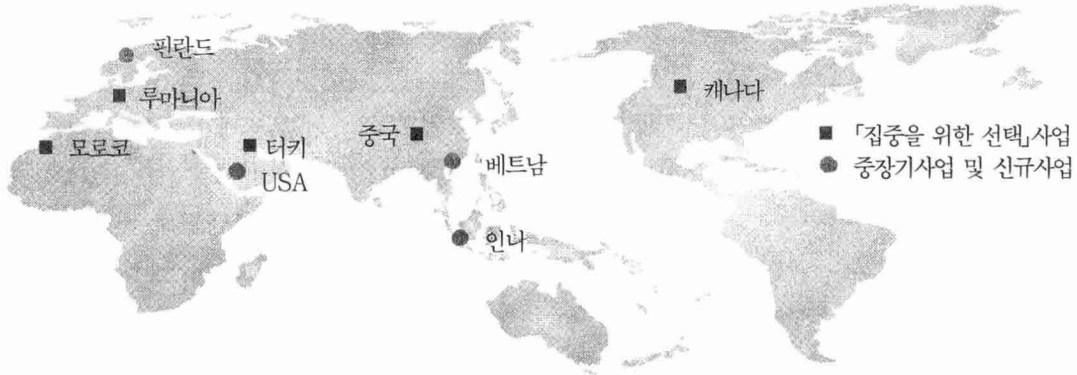 핀란드
루마니아
모로코
터키
USA
중국
베트남
인니
캐나다
■ 「집중을 위한 선택」사업
● 중장기사업 및 신규사업